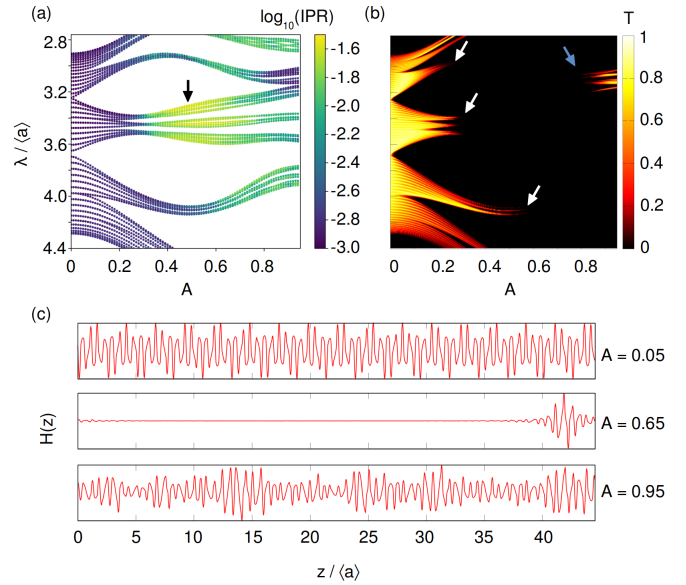 (a)
log10(IPR)
2.8
3.2
3.6
4.0
4.4
λ / ⟨a⟩
0
0.2
0.4
0.6
0.8
A
-1.6
-1.8
-2.0
-2.2
-2.4
-2.6
-2.8
-3.0
(b)
T
0
0.2
0.4
0.6
0.8
A
1
0.8
0.6
0.4
0.2
0
(c)
H(z)
A = 0.05
A = 0.65
A = 0.95
0 5 10 15 20 25 30 35 40
z / ⟨a⟩